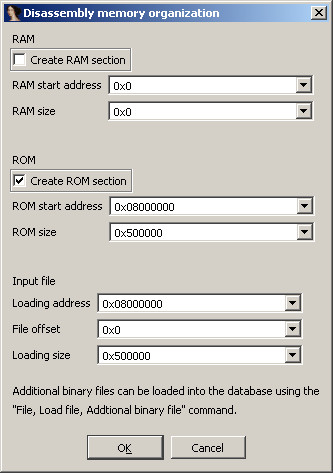 Disassembly memory organization
RAM
Create RAM section
RAM start address 0x0
RAM size 0x0
ROM
Create ROM section
ROM start address 0x08000000
ROM size 0x500000
Input file
Loading address 0x08000000
File offset 0x0
Loading size 0x500000
Additional binary files can be loaded into the database using the
"File, Load file, Addtional binary file" command.
OK Cancel